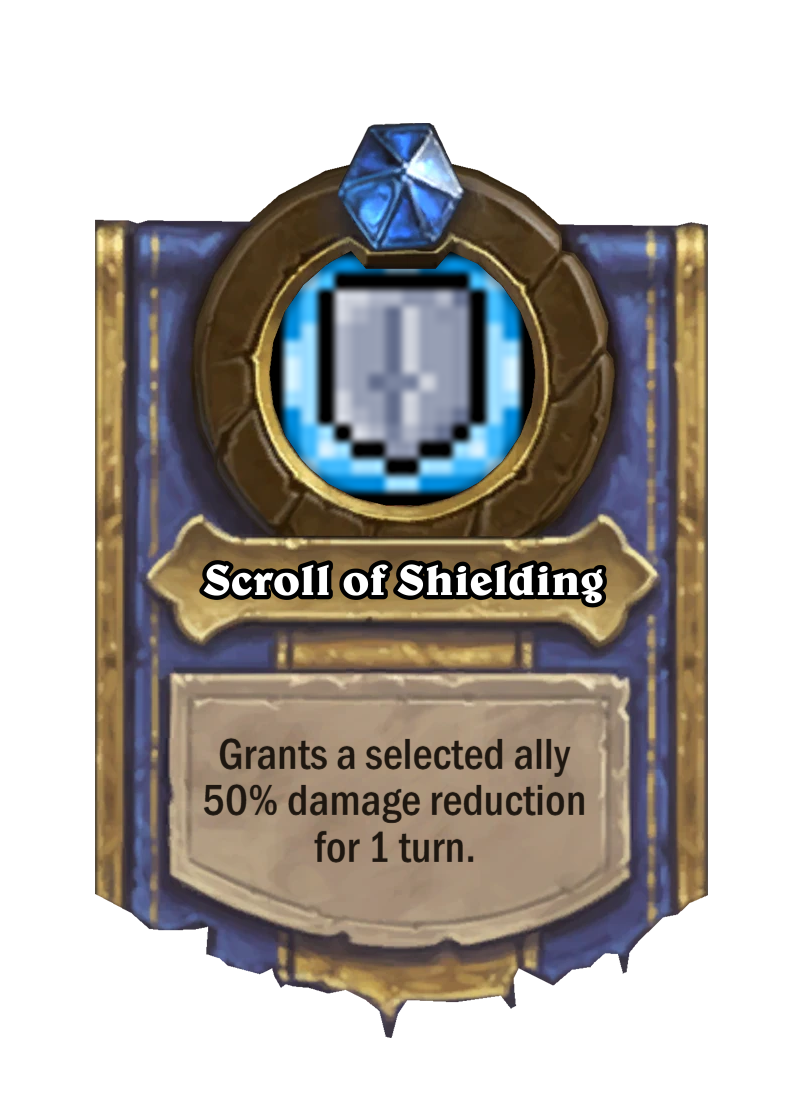 Scroll of Shielding
Grants a selected ally
50% damage reduction
for 1 turn.